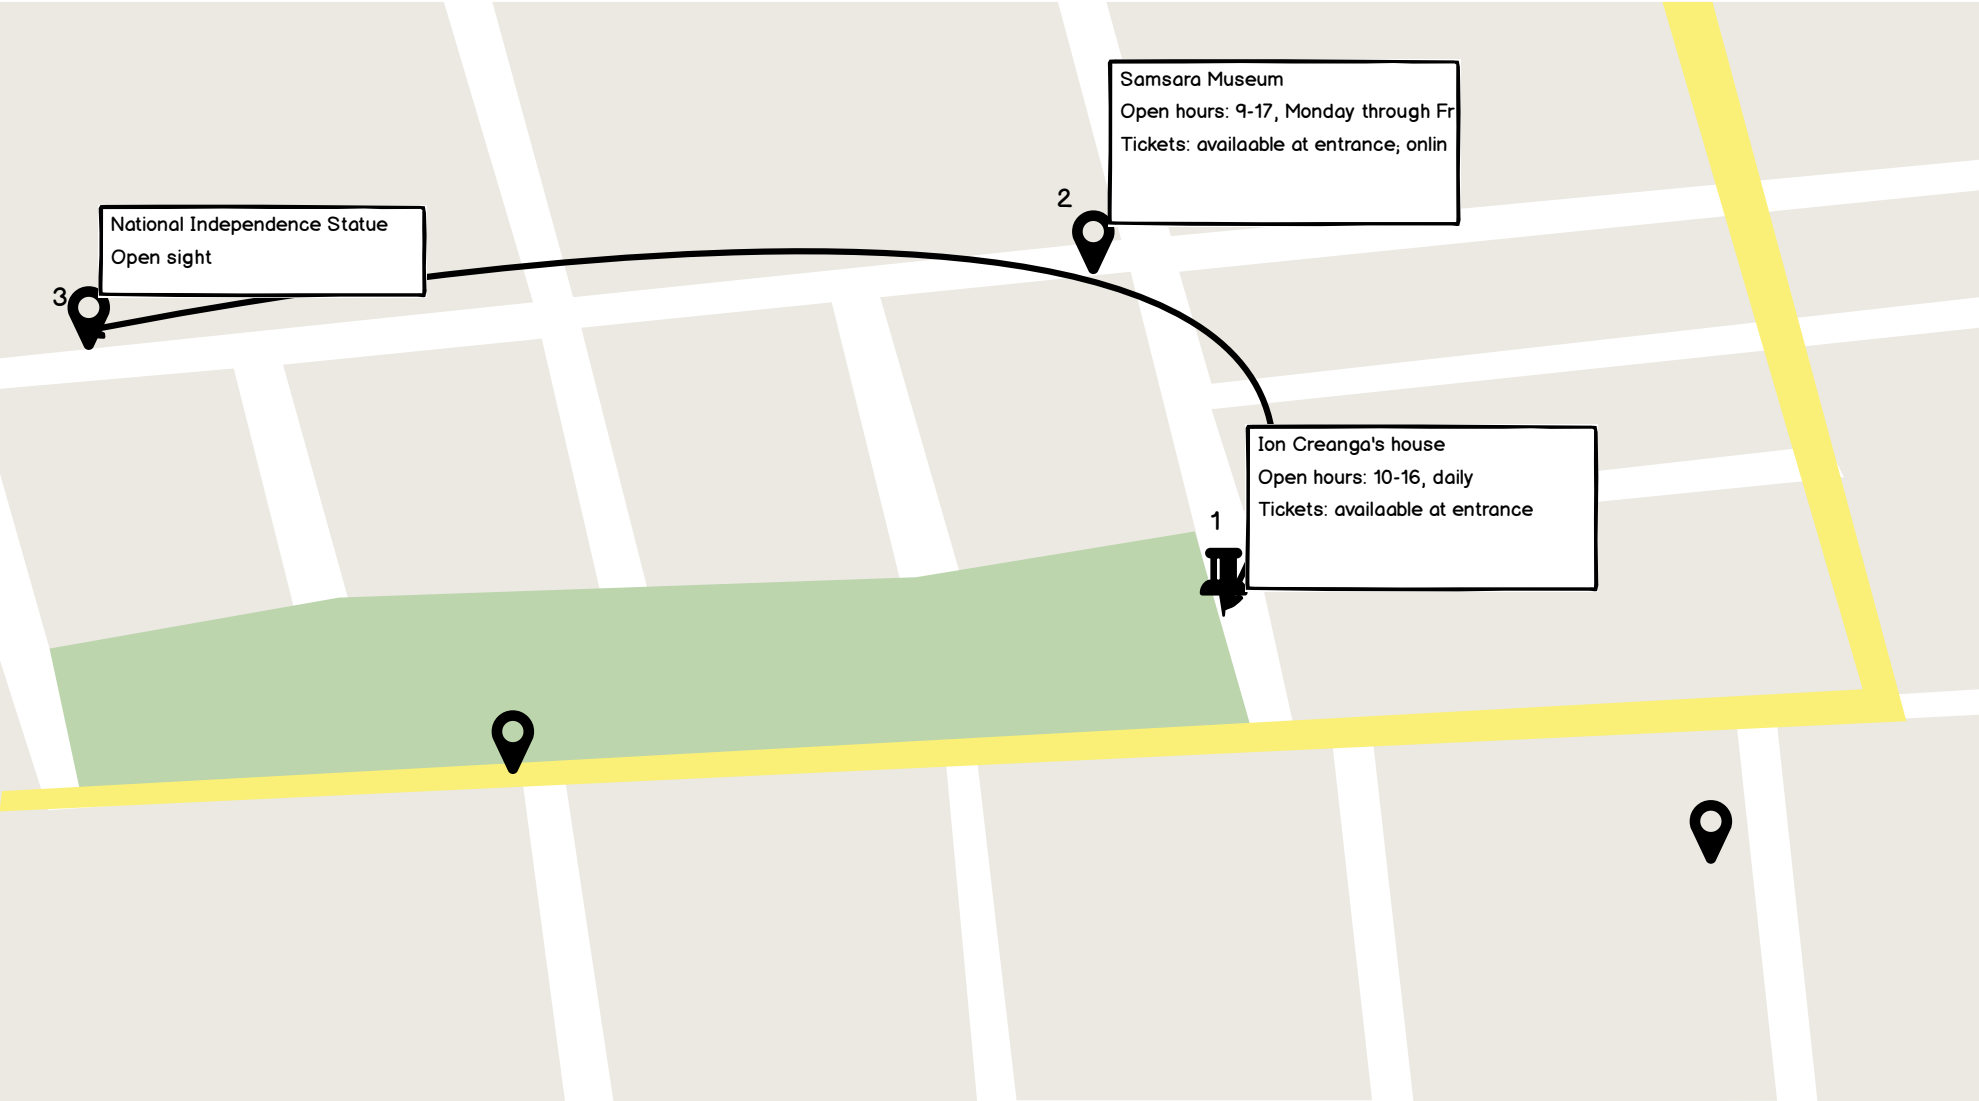 Samsara Museum
Open hours: 9-17, Monday through Fr
Tickets: availaable at entrance; onlin
2
National Independence Statue
Open sight
3
Ion Creanga's house
Open hours: 10-16, daily
Tickets: availaable at entrance
1